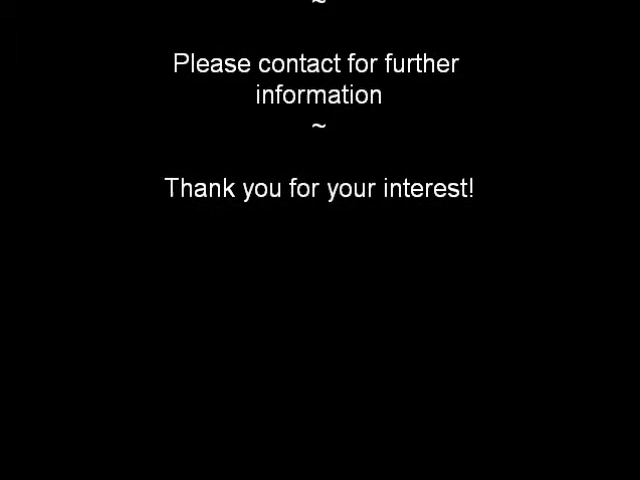 ~
Please contact for further
information
~
Thank you for your interest!